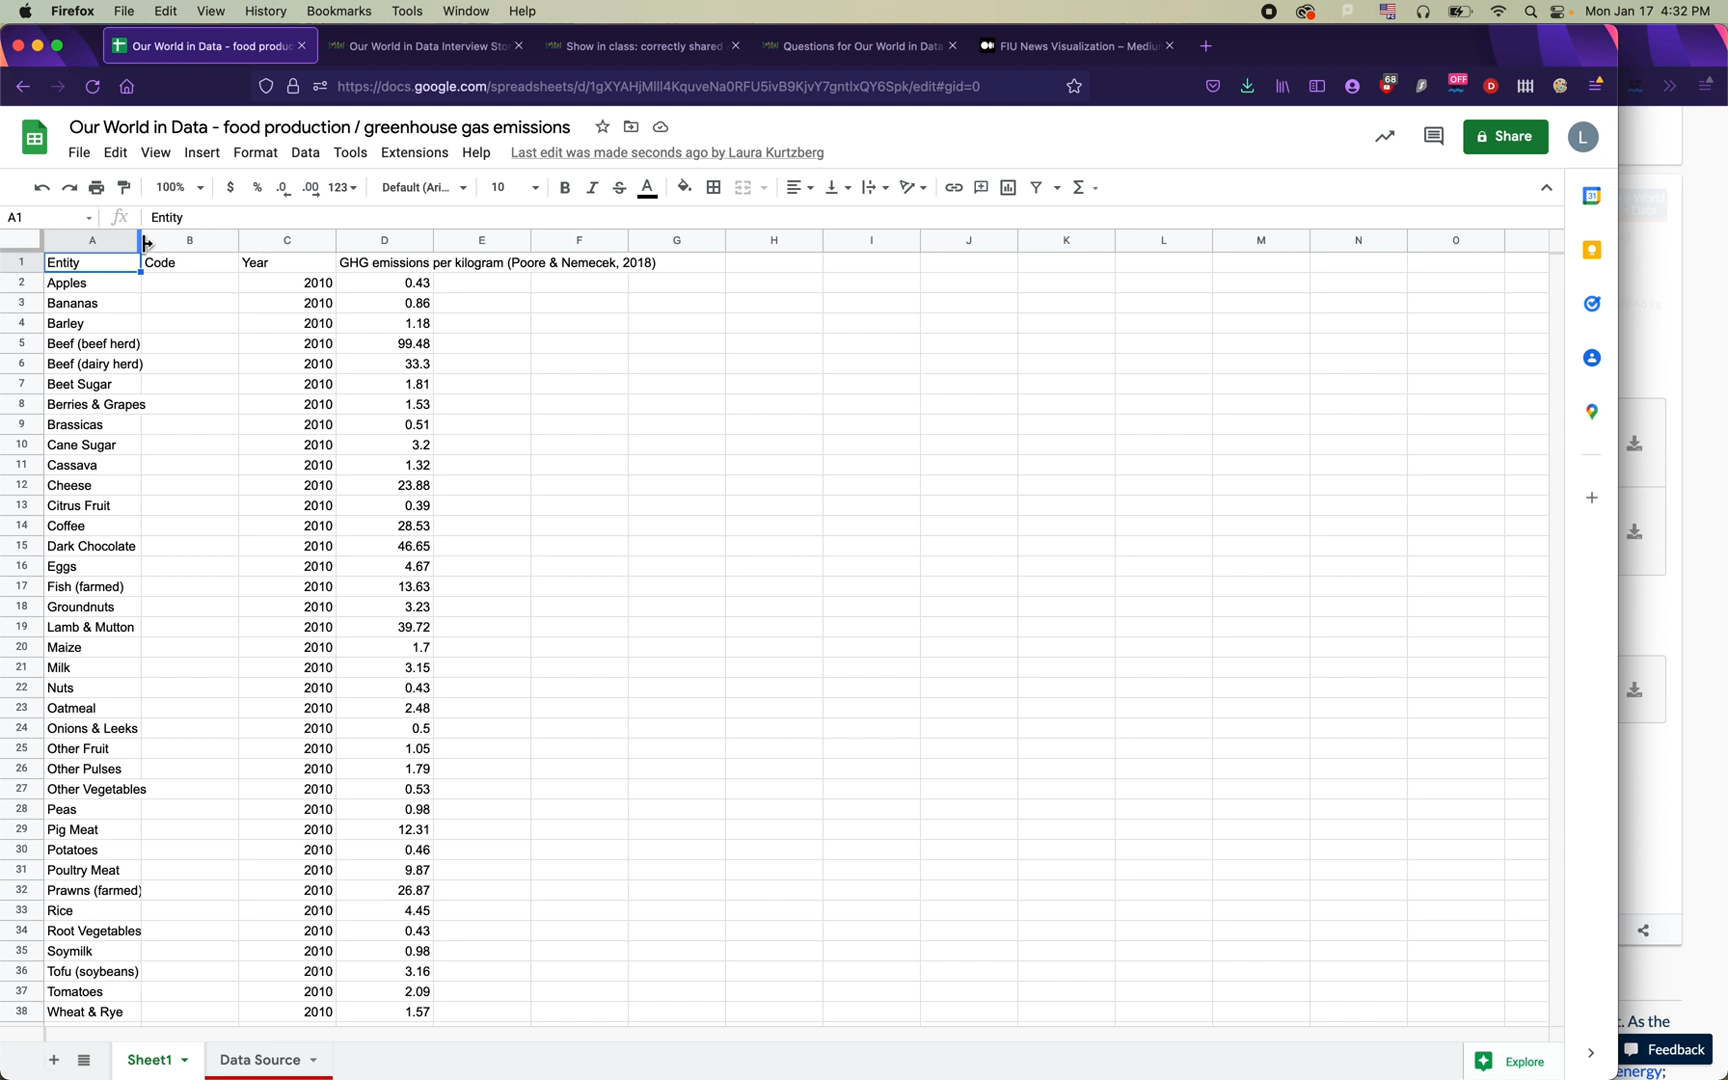 Firefox File Edit View History Bookmarks Tools Window Help Mon Jan 17 4:32 PM
Our World in Data - food produc Our World in Data Interview Sto Show in class: correctly shared Questions for Our World in Data FIU News Visualization – Mediu
https://docs.google.com/spreadsheets/d/1gXYAHjMlll4KquveNa0RFU5ivB9KjvY7gntlxQY6Spk/edit#gid=0 68 OFF
Our World in Data - food production / greenhouse gas emissions Share L
File Edit View Insert Format Data Tools Extensions Help Last edit was made seconds ago by Laura Kurtzberg
100% $ % .0 .00 123 Default (Ari... 10 B I S A Σ 31
A1 fx Entity
A B C D E F G H I J K L M N O
1 Entity Code Year GHG emissions per kilogram (Poore & Nemecek, 2018)
2 Apples 2010 0.43
3 Bananas 2010 0.86
4 Barley 2010 1.18
5 Beef (beef herd) 2010 99.48
6 Beef (dairy herd) 2010 33.3
7 Beet Sugar 2010 1.81
8 Berries & Grapes 2010 1.53
9 Brassicas 2010 0.51
10 Cane Sugar 2010 3.2
11 Cassava 2010 1.32
12 Cheese 2010 23.88
13 Citrus Fruit 2010 0.39
14 Coffee 2010 28.53
15 Dark Chocolate 2010 46.65
16 Eggs 2010 4.67
17 Fish (farmed) 2010 13.63
18 Groundnuts 2010 3.23
19 Lamb & Mutton 2010 39.72
20 Maize 2010 1.7
21 Milk 2010 3.15
22 Nuts 2010 0.43
23 Oatmeal 2010 2.48
24 Onions & Leeks 2010 0.5
25 Other Fruit 2010 1.05
26 Other Pulses 2010 1.79
27 Other Vegetables 2010 0.53
28 Peas 2010 0.98
29 Pig Meat 2010 12.31
30 Potatoes 2010 0.46
31 Poultry Meat 2010 9.87
32 Prawns (farmed) 2010 26.87
33 Rice 2010 4.45
34 Root Vegetables 2010 0.43
35 Soymilk 2010 0.98
36 Tofu (soybeans) 2010 3.16
37 Tomatoes 2010 2.09
38 Wheat & Rye 2010 1.57
t. As the
Feedback
energy;
Sheet1 Data Source Explore